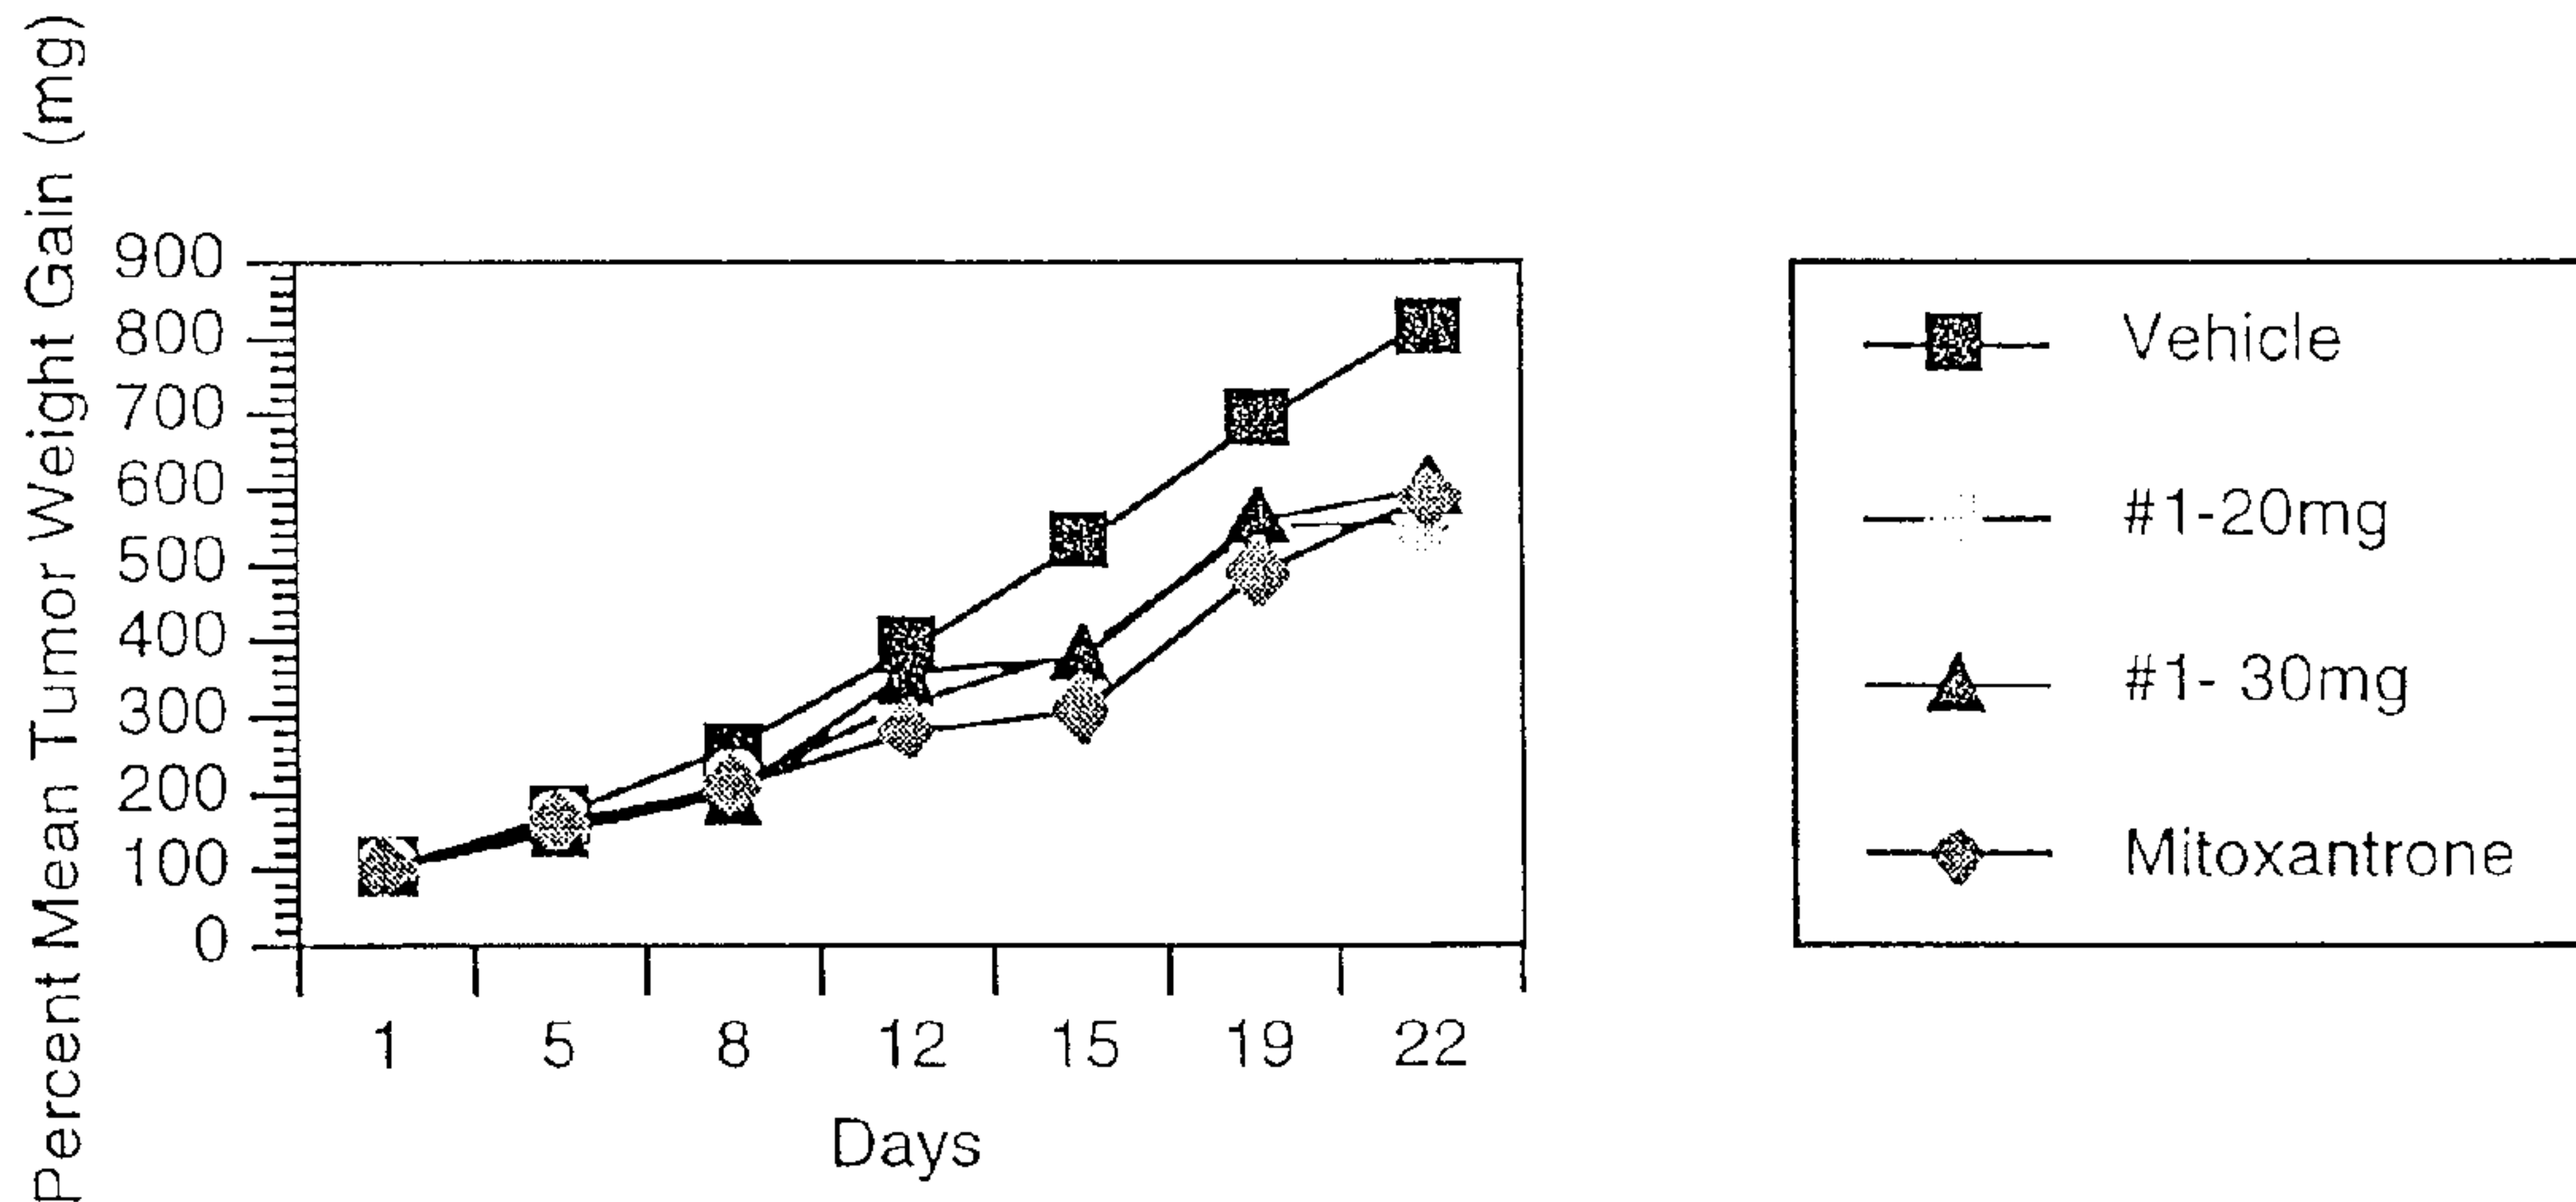 Percent Mean Tumor Weight Gain (mg)
900
800
700
600
500
400
300
200
100
0
1 5 8 12 15 19 22
Days
Vehicle
#1-20mg
#1- 30mg
Mitoxantrone